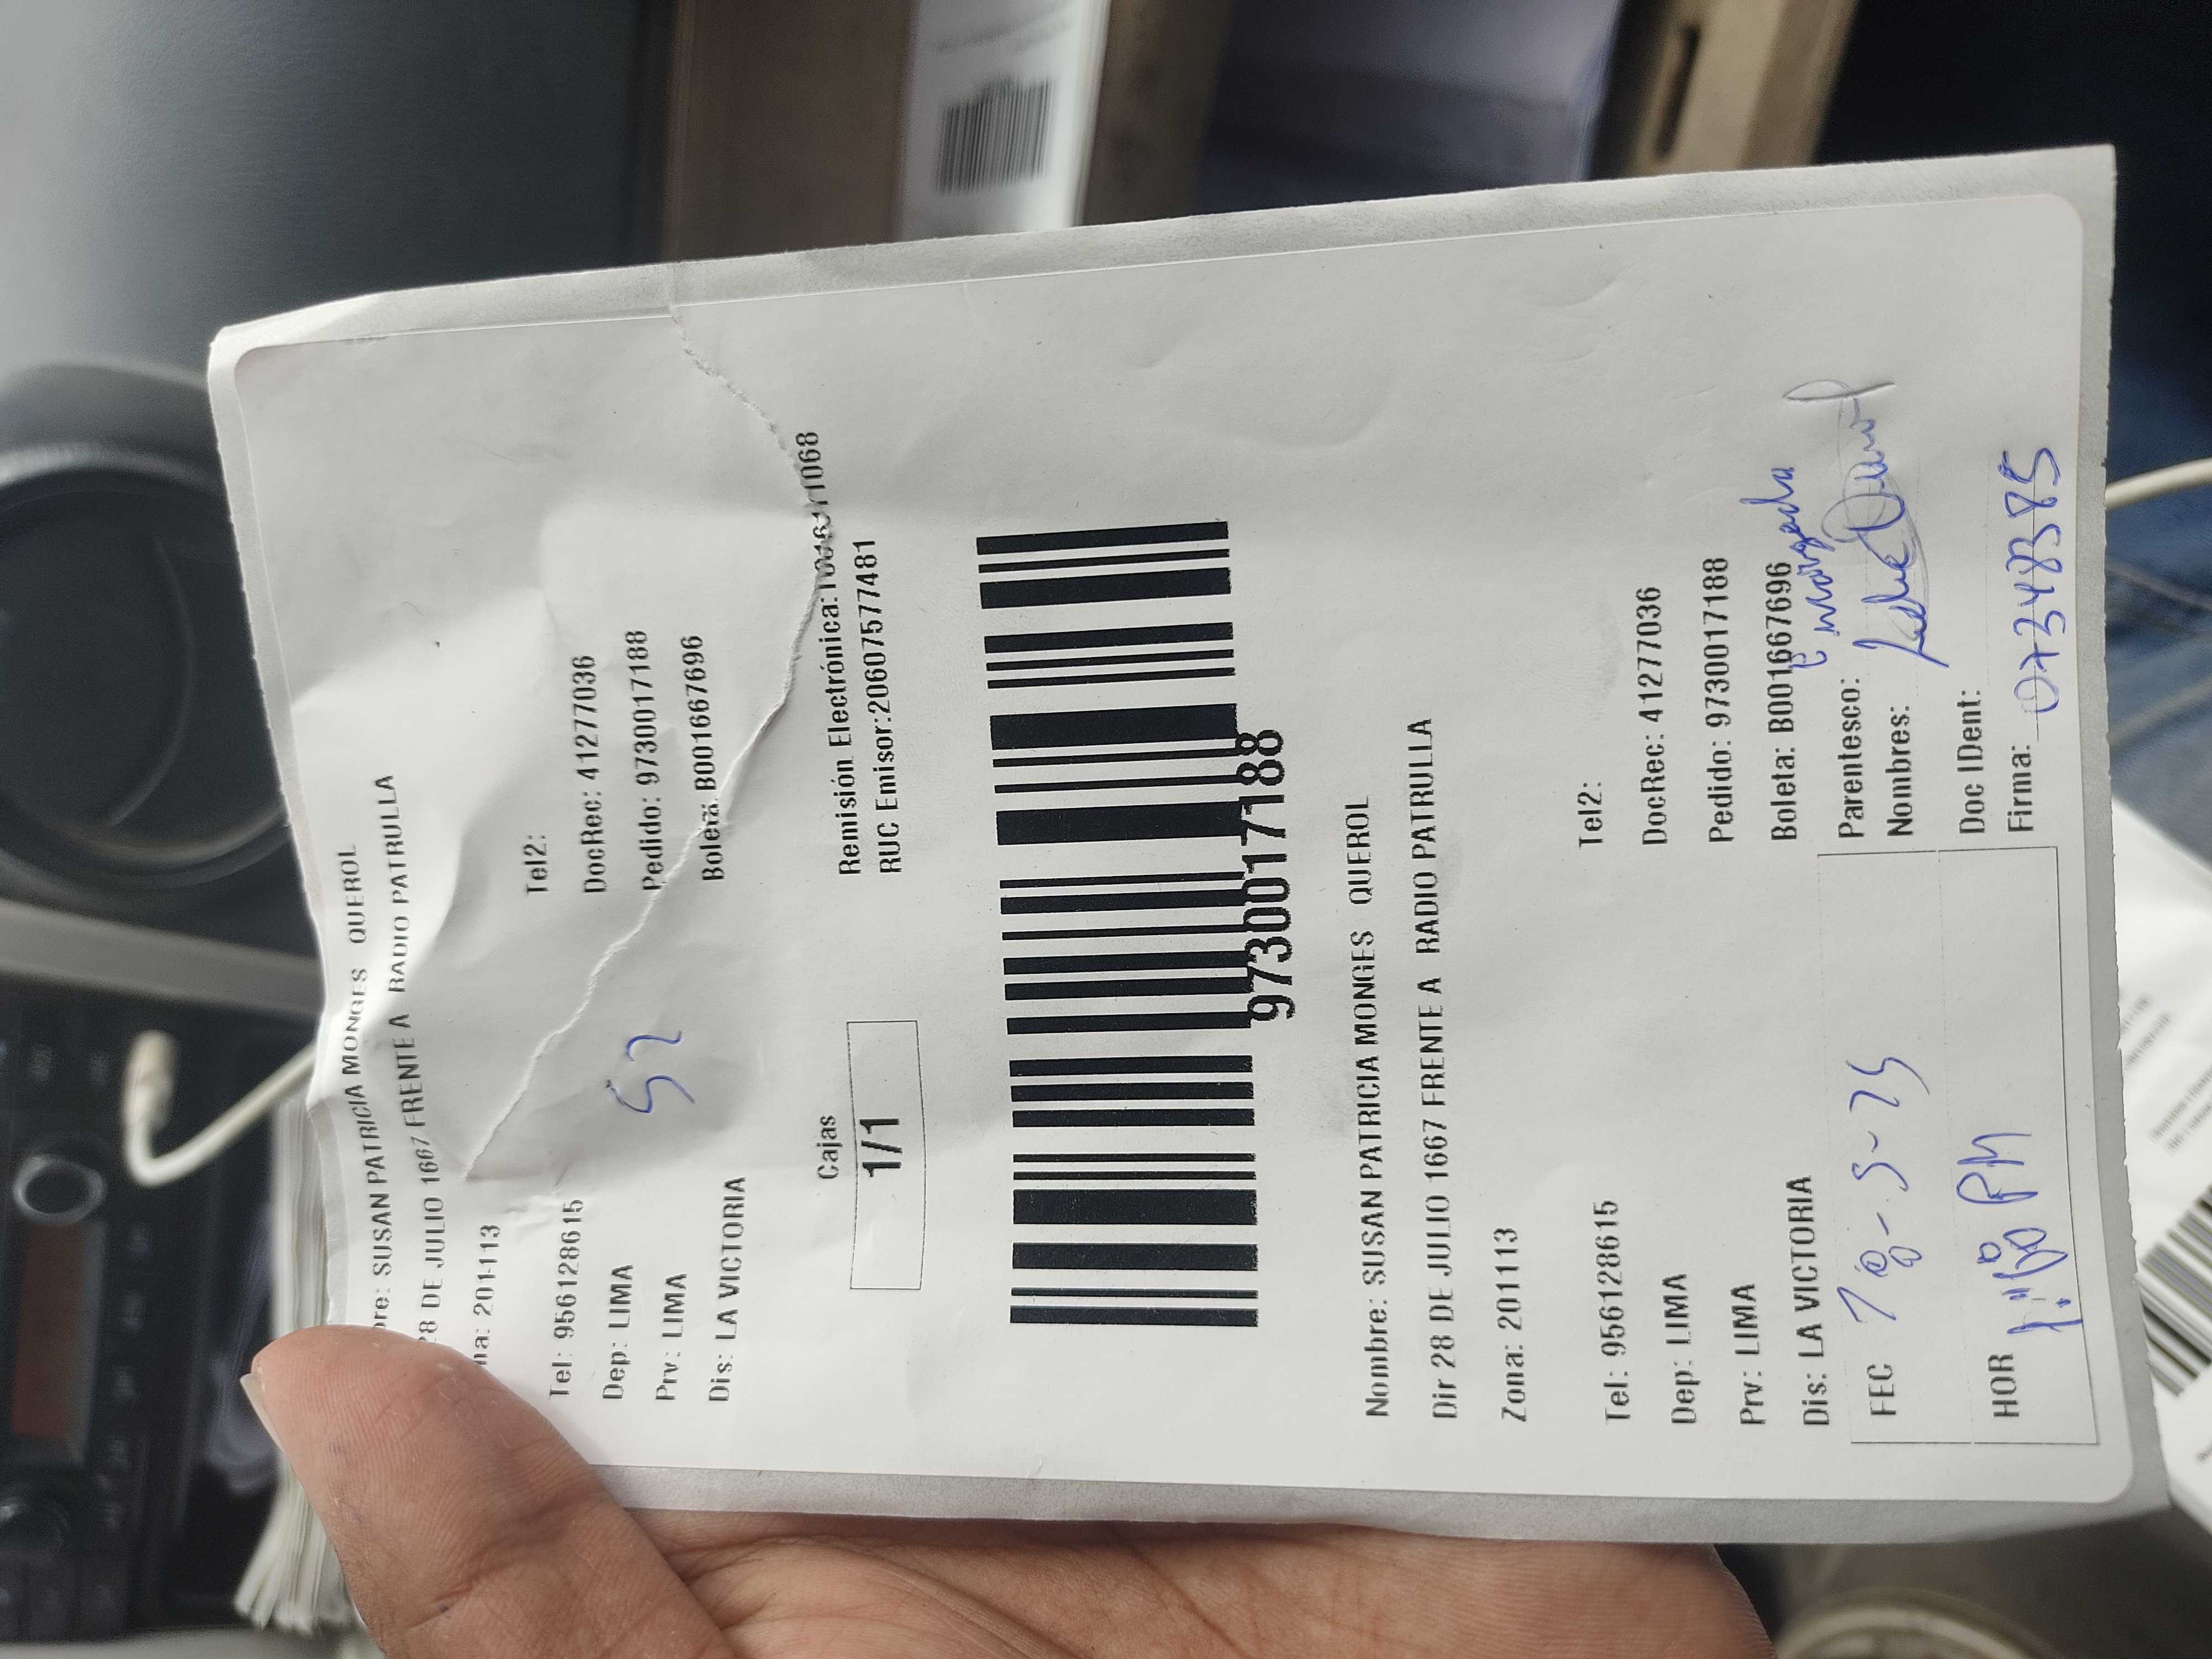 bre: SUSAN PATRICIA MONGES QUEROL
28 DE JULIO 1667 FRENTE A RADIO PATRULLA
na: 201113
Tel: 956128615 Tel2:
Dep: LIMA DocRec: 41277036
Prv: LIMA 52 Pedido: 9730017188
Dis: LA VICTORIA Boleta: B001667696
Cajas Remisión Electrónica:
1/1 RUC Emisor:20607577481
9730017188
Nombre: SUSAN PATRICIA MONGES QUEROL
Dir 28 DE JULIO 1667 FRENTE A RADIO PATRULLA
Zona: 201113
Tel: 956128615 Tel2:
Dep: LIMA DocRec: 41277036
Prv: LIMA Pedido: 9730017188
Dis: LA VICTORIA Boleta: B001667696
Parentesco: Encargada
FEC Nombres:
Doc IDent:
HOR PM Firma: 07348385